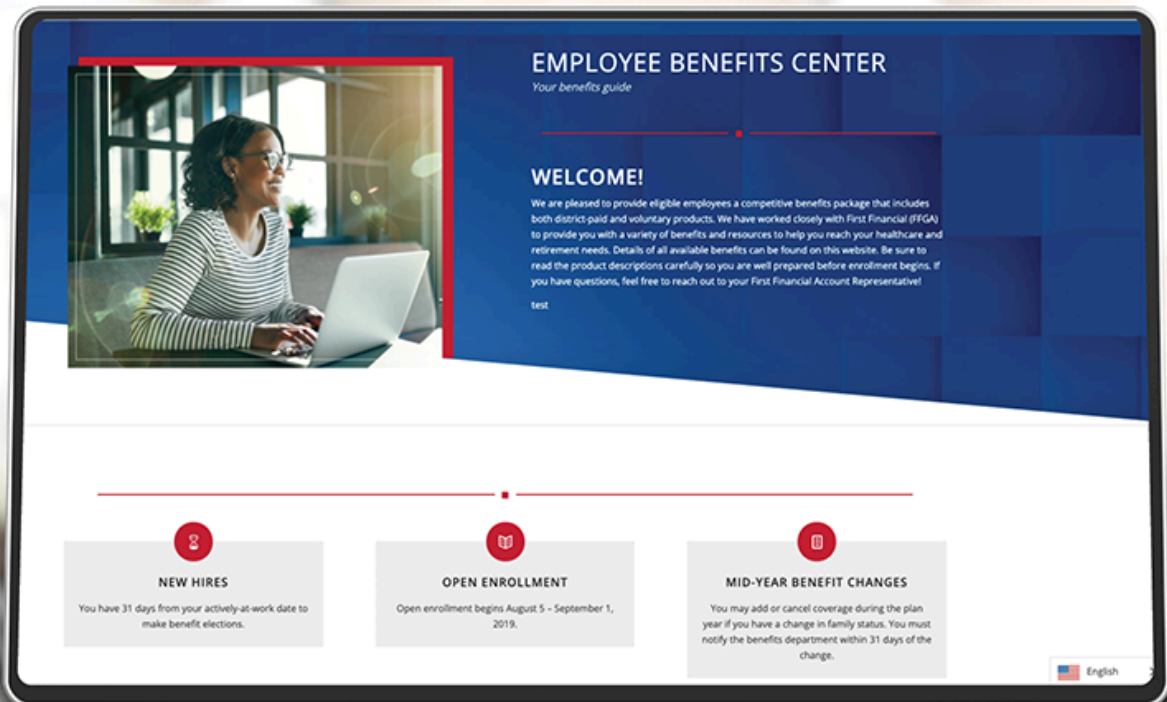 EMPLOYEE BENEFITS CENTER
Your benefits guide
WELCOME!
We are pleased to provide eligible employees a competitive benefits package that includes
both district-paid and voluntary products. We have worked closely with First Financial (FFGA)
to provide you with a variety of benefits and resources to help you reach your healthcare and
retirement needs. Details of all available benefits can be found on this website. Be sure to
read the product descriptions carefully so you are well prepared before enrollment begins. If
you have questions, feel free to reach out to your First Financial Account Representative!
test
NEW HIRES
You have 31 days from your actively-at-work date to
make benefit elections.
OPEN ENROLLMENT
Open enrollment begins August 5 – September 1,
2019.
MID-YEAR BENEFIT CHANGES
You may add or cancel coverage during the plan
year if you have a change in family status. You must
notify the benefits department within 31 days of the
change.
English